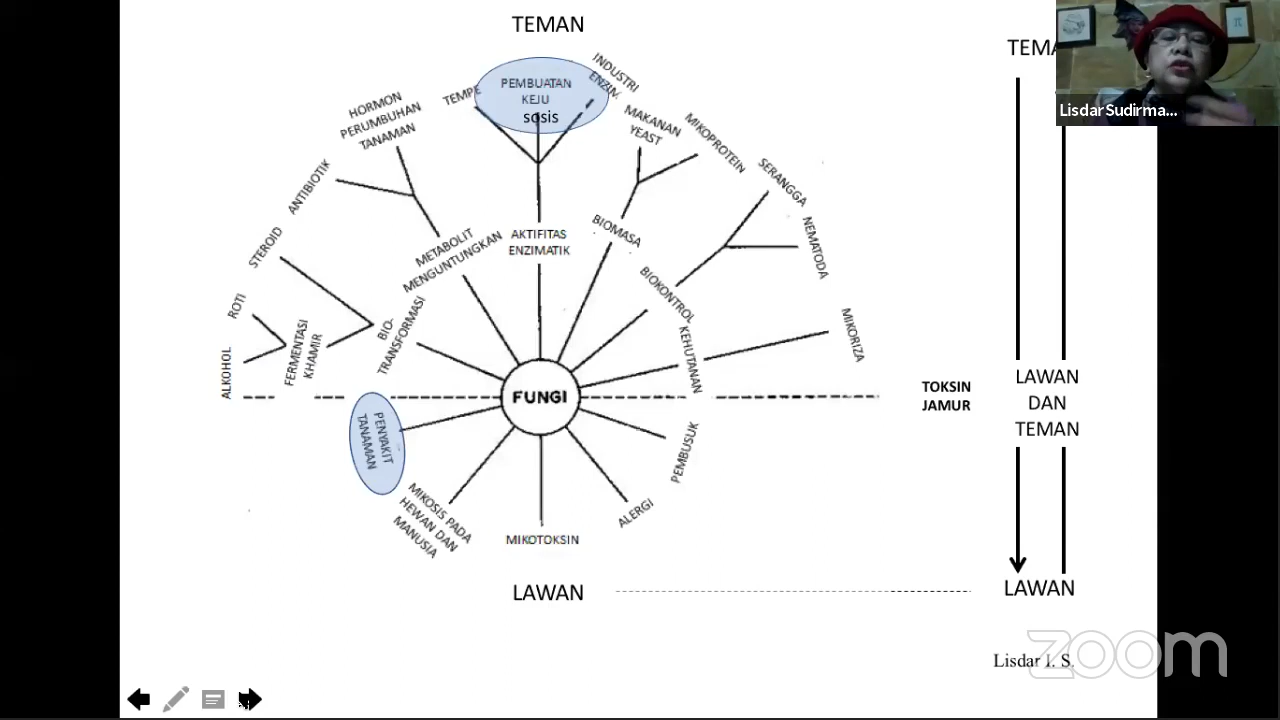 TEMAN
TEMA
Lisdar Sudirma...
PEMBUATAN
KEJU
sosis
INDUSTRI
ENZIM
TEMPE
HORMON
PERUMBUHAN
TANAMAN
MAKANAN
YEAST
MIKOPROTEIN
ANTIBIOTIK
SERANGGA
NEMATODA
STEROID
METABOLIT
MENGUNTUNGKAN
AKTIFITAS
ENZIMATIK
BIOMASA
BIOKONTROL
ROTI
BIO-
TRANSFORMASI
KEHUTANAN
MIKORIZA
ALKOHOL
FERMENTASI
KHAMIR
FUNGI
TOKSIN
JAMUR
LAWAN
DAN
TEMAN
PENYAKIT
TANAMAN
PEMBUSUK
MIKOSIS PADA
HEWAN DAN
MANUSIA
MIKOTOKSIN
ALERGI
LAWAN
LAWAN
Lisdar I. S.
zoom